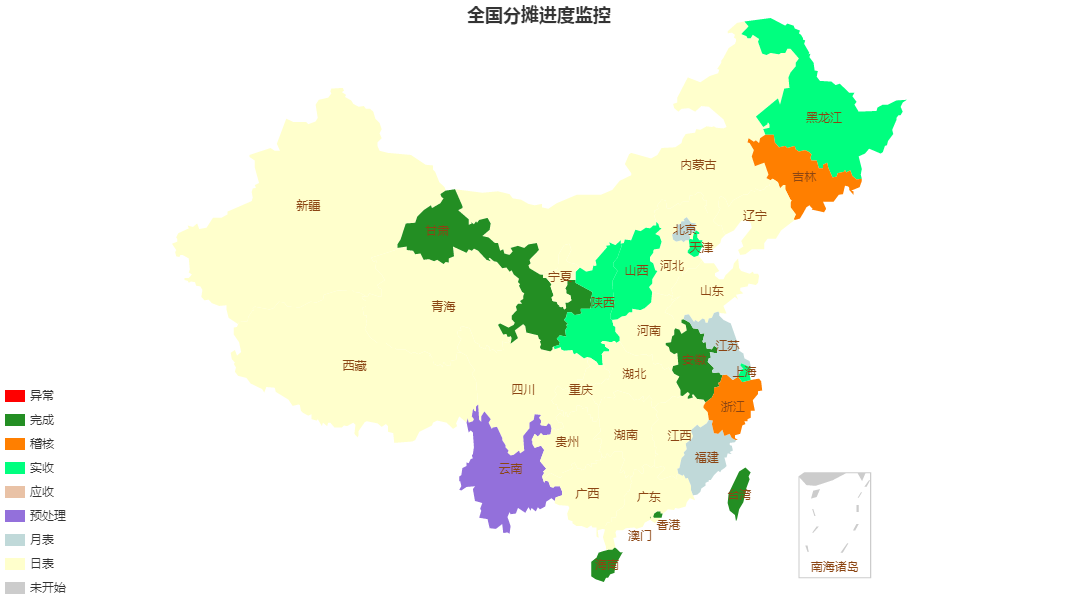 全国分摊进度监控
黑龙江
内蒙古
吉林
新疆
辽宁
甘肃
北京
天津
山西
河北
宁夏
山东
陕西
青海
河南
江苏
安徽
西藏
湖北
上海
四川
重庆
浙江
湖南
江西
贵州
福建
云南
广西
广东
台湾
香港
澳门
海南
南海诸岛
异常
完成
稽核
实收
应收
预处理
月表
日表
未开始